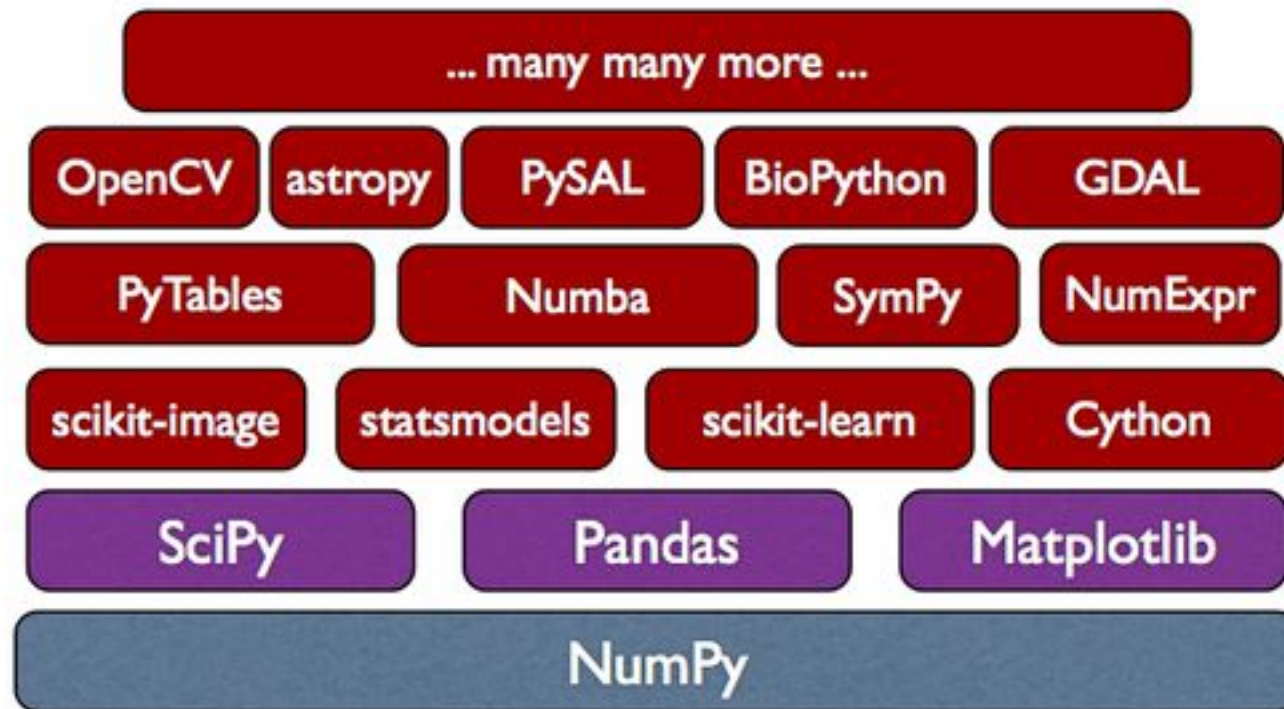 ... many many more ...
OpenCV astropy PySAL BioPython GDAL
PyTables Numba SymPy NumExpr
scikit-image statsmodels scikit-learn Cython
SciPy Pandas Matplotlib
NumPy